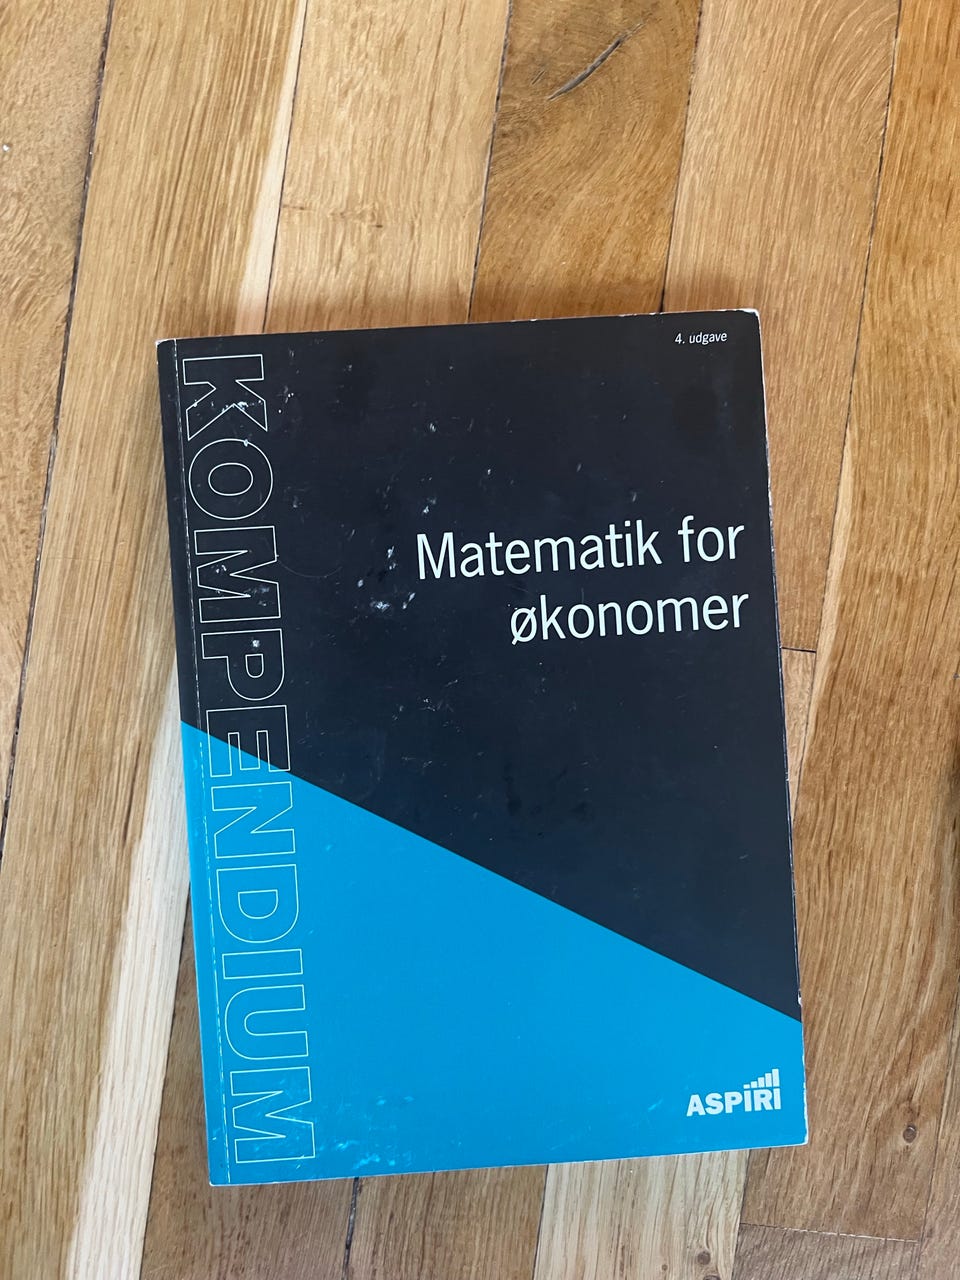 4. udgave
KOMPENDIUM
Matematik for
økonomer
ASPIRI